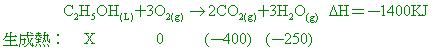 C₂H₅OH₍L₎+3O₂₍g₎ →2CO₂₍g₎+3H₂O₍g₎ ΔH=−1400KJ
生成熱： X 0 (−400) (−250)